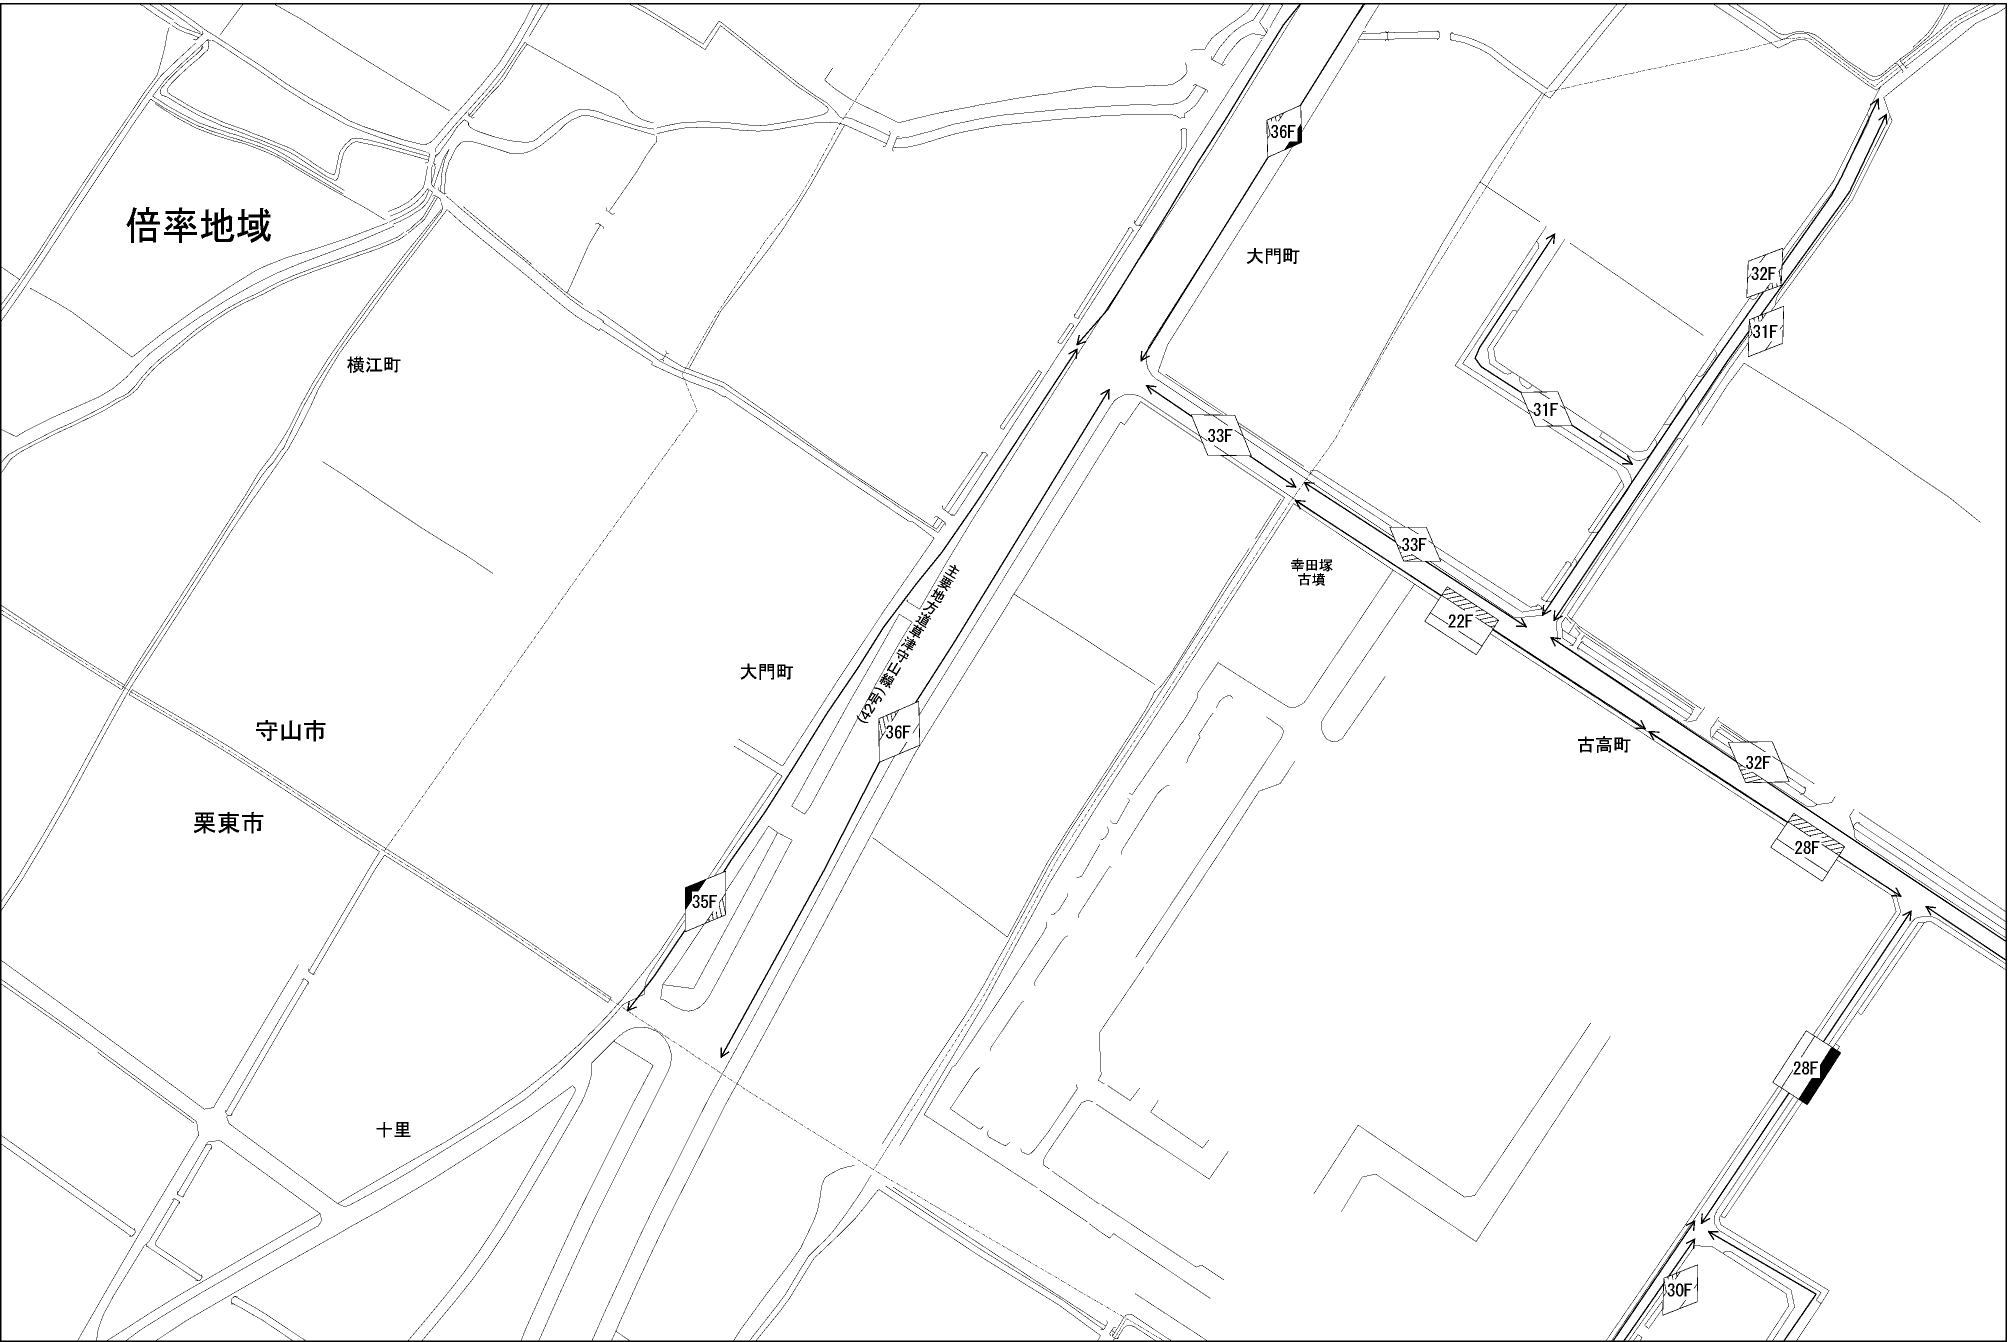 36F
倍率地域
大門町
32F
31F
横江町
31F
33F
33F
幸田塚
古墳
主要地方道草津守山線
(42号)
22F
大門町
守山市
36F
古高町
32F
栗東市
28F
35F
28F
十里
30F